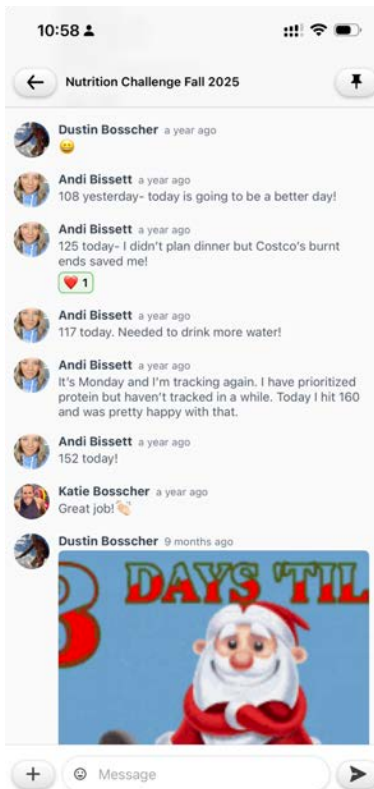 10:58
Nutrition Challenge Fall 2025
Dustin Bosscher a year ago
Andi Bissett a year ago
108 yesterday- today is going to be a better day!
Andi Bissett a year ago
125 today- I didn't plan dinner but Costco's burnt
ends saved me!
1
Andi Bissett a year ago
117 today. Needed to drink more water!
Andi Bissett a year ago
It's Monday and I'm tracking again. I have prioritized
protein but haven't tracked in a while. Today I hit 160
and was pretty happy with that.
Andi Bissett a year ago
152 today!
Katie Bosscher a year ago
Great job!
Dustin Bosscher 9 months ago
DAYS 'TIL
Message